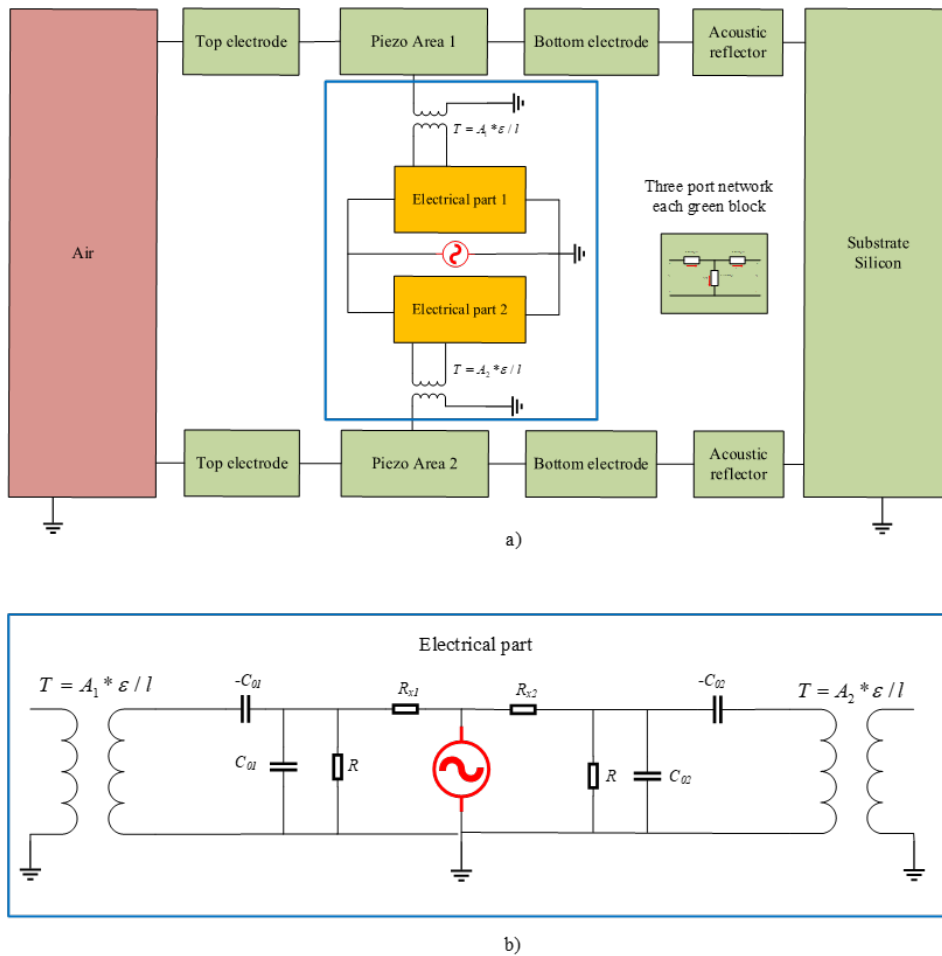 Top electrode
Piezo Area 1
Bottom electrode
Acoustic
reflector
T = A₁ * ε / l
Electrical part 1
Three port network
each green block
Air
Substrate
Silicon
Electrical part 2
T = A₂ * ε / l
Top electrode
Piezo Area 2
Bottom electrode
Acoustic
reflector
a)
Electrical part
T = A₁ * ε / l
-C₀₁
Rₓ₁
Rₓ₂
-C₀₂
T = A₂ * ε / l
C₀₁
R
R
C₀₂
b)